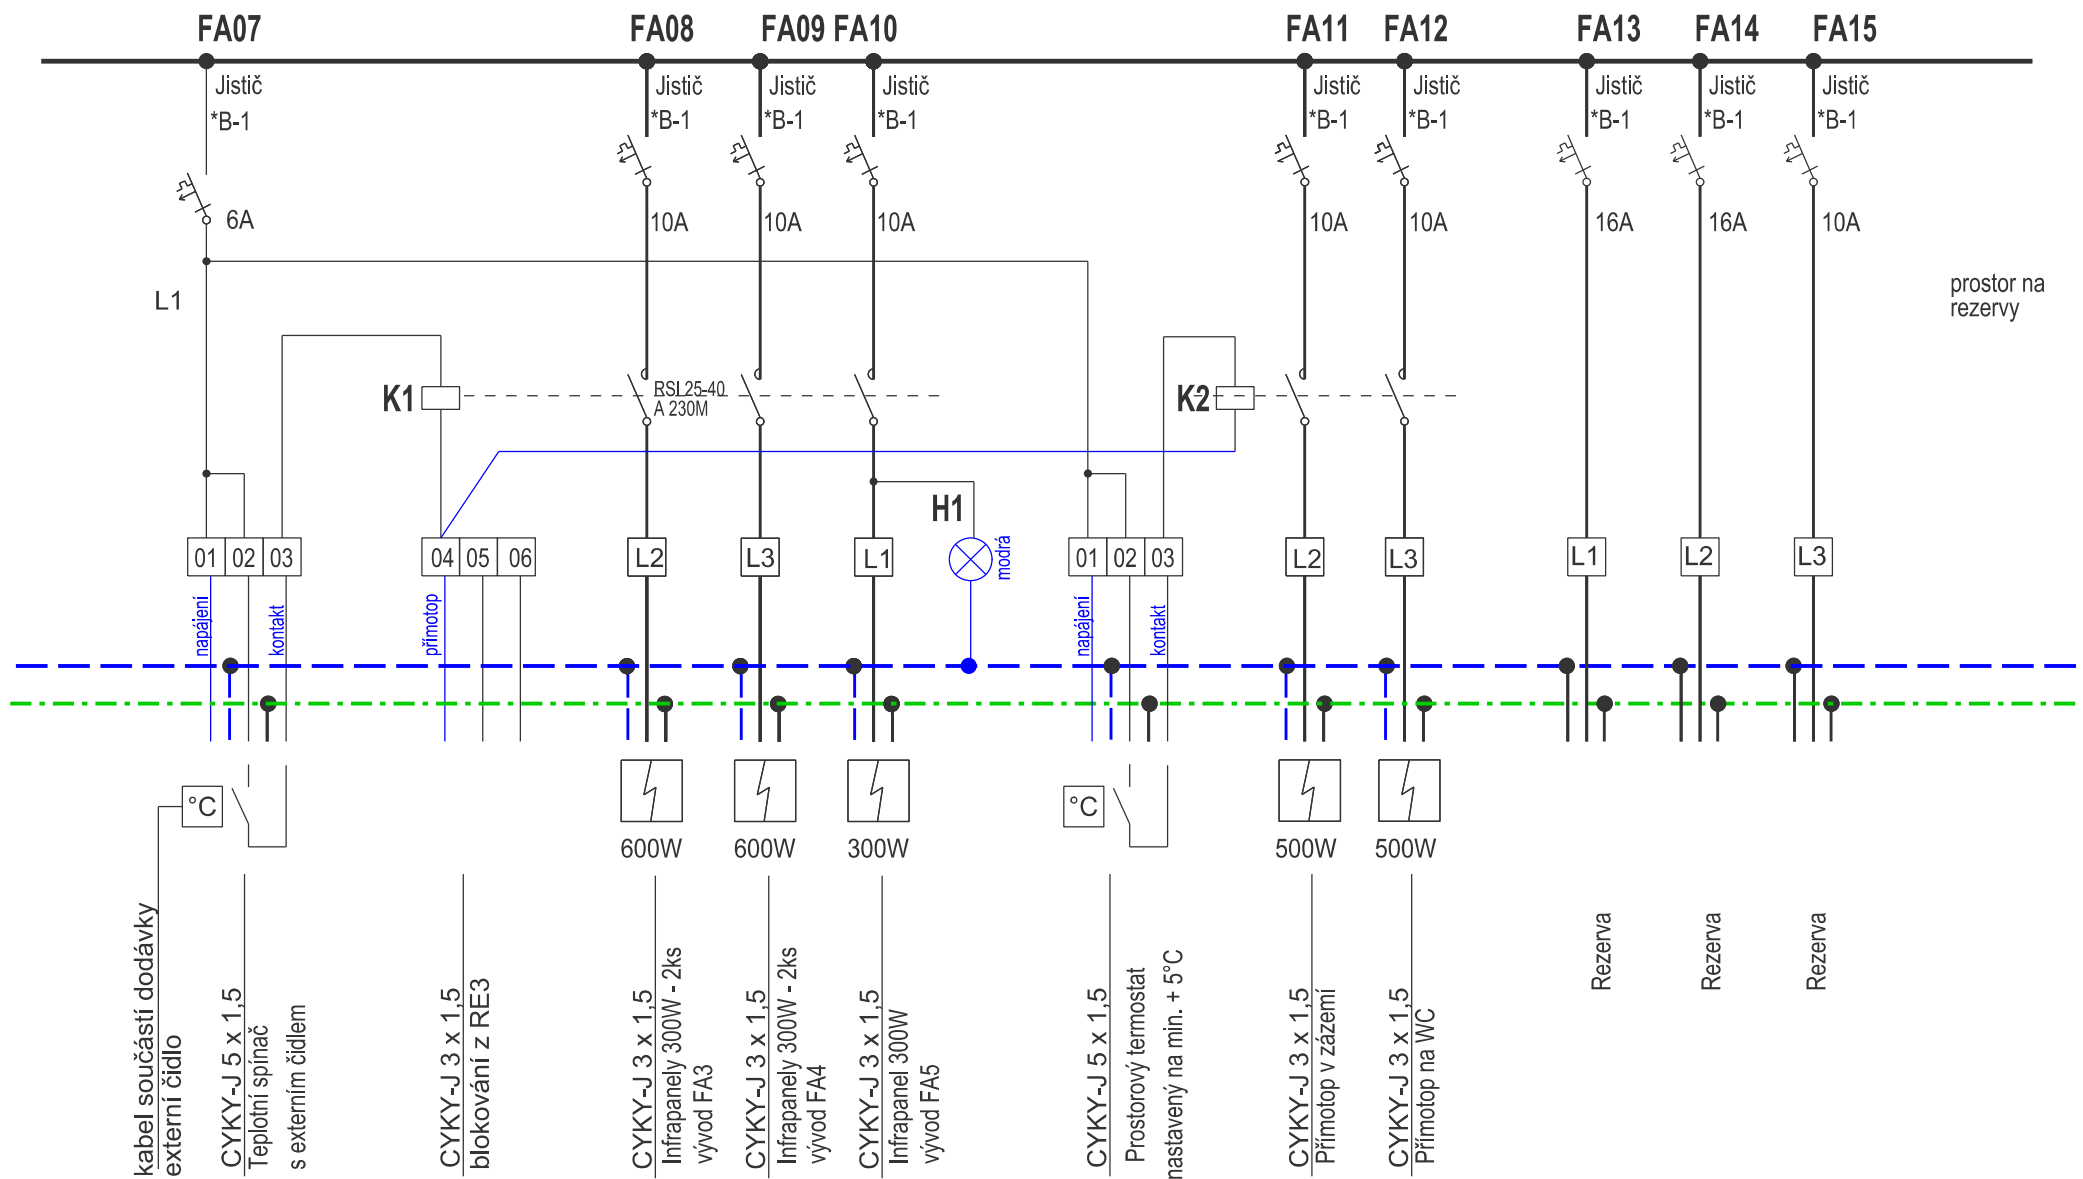 FA07
FA08
FA09
FA10
FA11
FA12
FA13
FA14
FA15
Jistič
*B-1
Jistič
*B-1
Jistič
*B-1
Jistič
*B-1
Jistič
*B-1
Jistič
*B-1
Jistič
*B-1
Jistič
*B-1
Jistič
*B-1
6A
10A
10A
10A
10A
10A
16A
16A
10A
L1
prostor na
rezervy
K1
RSL25-40
A 230M
K2
H1
modrá
01
02
03
04
05
06
L2
L3
L1
01
02
03
L2
L3
L1
L2
L3
napájení
kontakt
přímotop
napájení
kontakt
°C
°C
600W
600W
300W
500W
500W
kabel součástí dodávky
externí čidlo
CYKY-J 5 x 1,5
Teplotní spínač
s externím čidlem
CYKY-J 3 x 1,5
blokování z RE3
CYKY-J 3 x 1,5
Infrapanely 300W - 2ks
vývod FA3
CYKY-J 3 x 1,5
Infrapanely 300W - 2ks
vývod FA4
CYKY-J 3 x 1,5
Infrapanel 300W
vývod FA5
CYKY-J 5 x 1,5
Prostorový termostat
nastavený na min. + 5°C
CYKY-J 3 x 1,5
Přímotop v zázemí
CYKY-J 3 x 1,5
Přímotop na WC
Rezerva
Rezerva
Rezerva